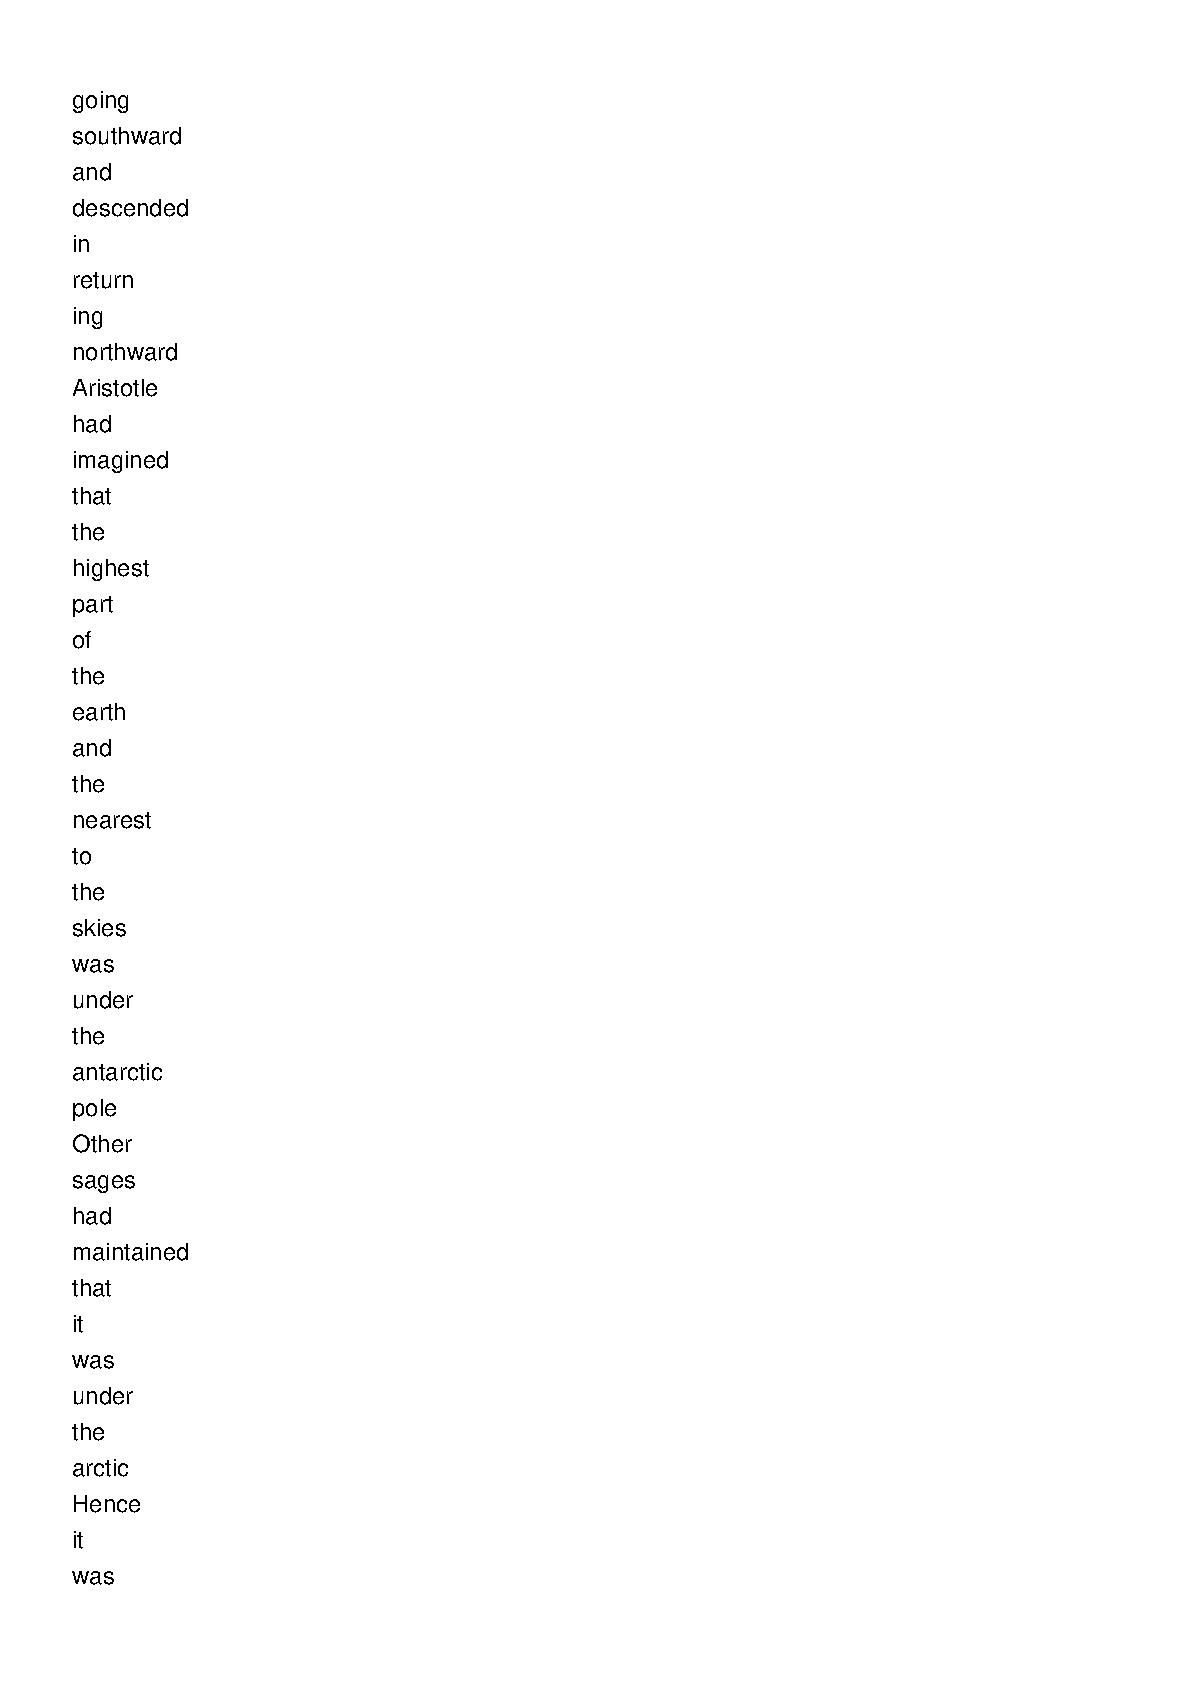 going
southward
and
descended
in
return
ing
northward
Aristotle
had
imagined
that
the
highest
part
of
the
earth
and
the
nearest
to
the
skies
was
under
the
antarctic
pole
Other
sages
had
maintained
that
it
was
under
the
arctic
Hence
it
was